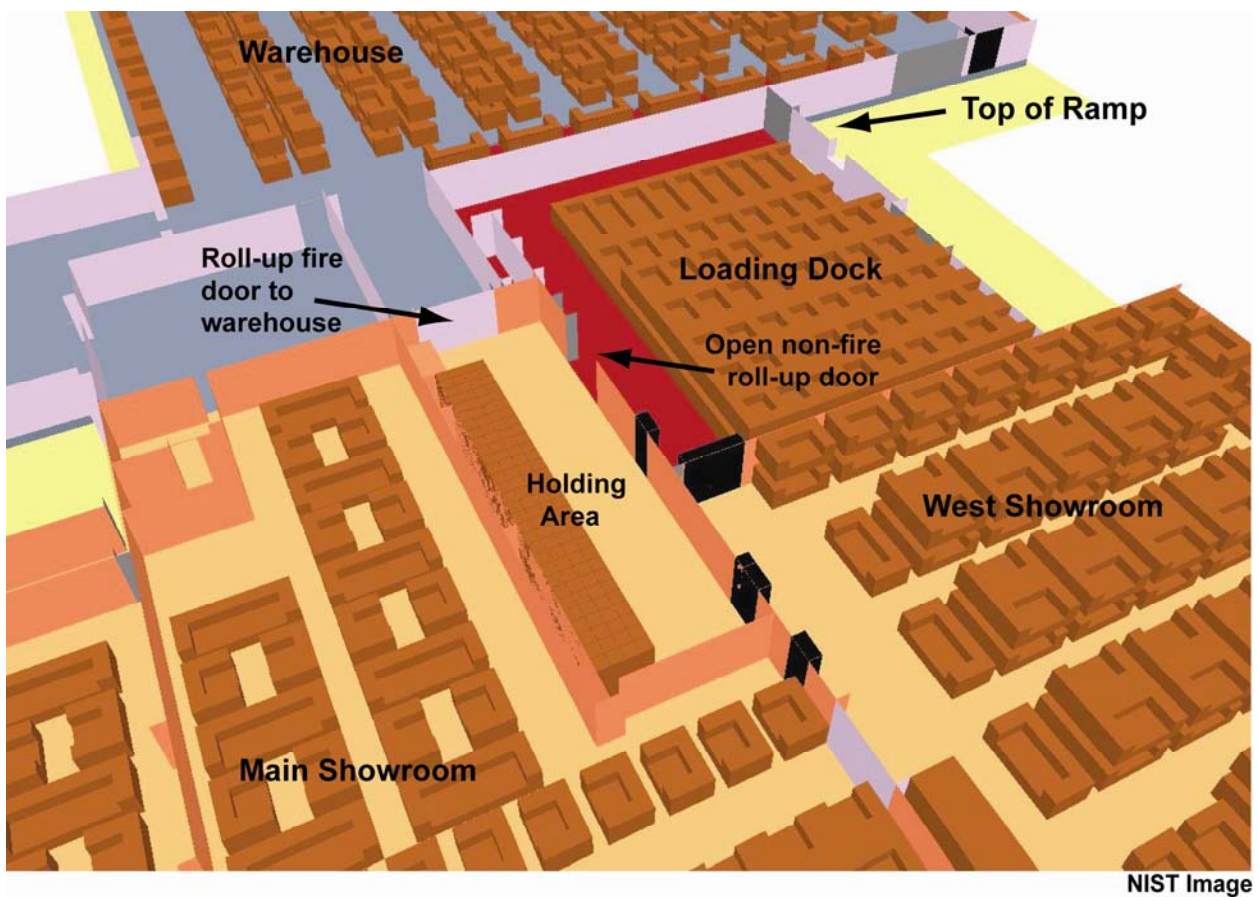 Warehouse
Top of Ramp
Roll-up fire
door to
warehouse
Loading Dock
Open non-fire
roll-up door
Holding
Area
West Showroom
Main Showroom
NIST Image